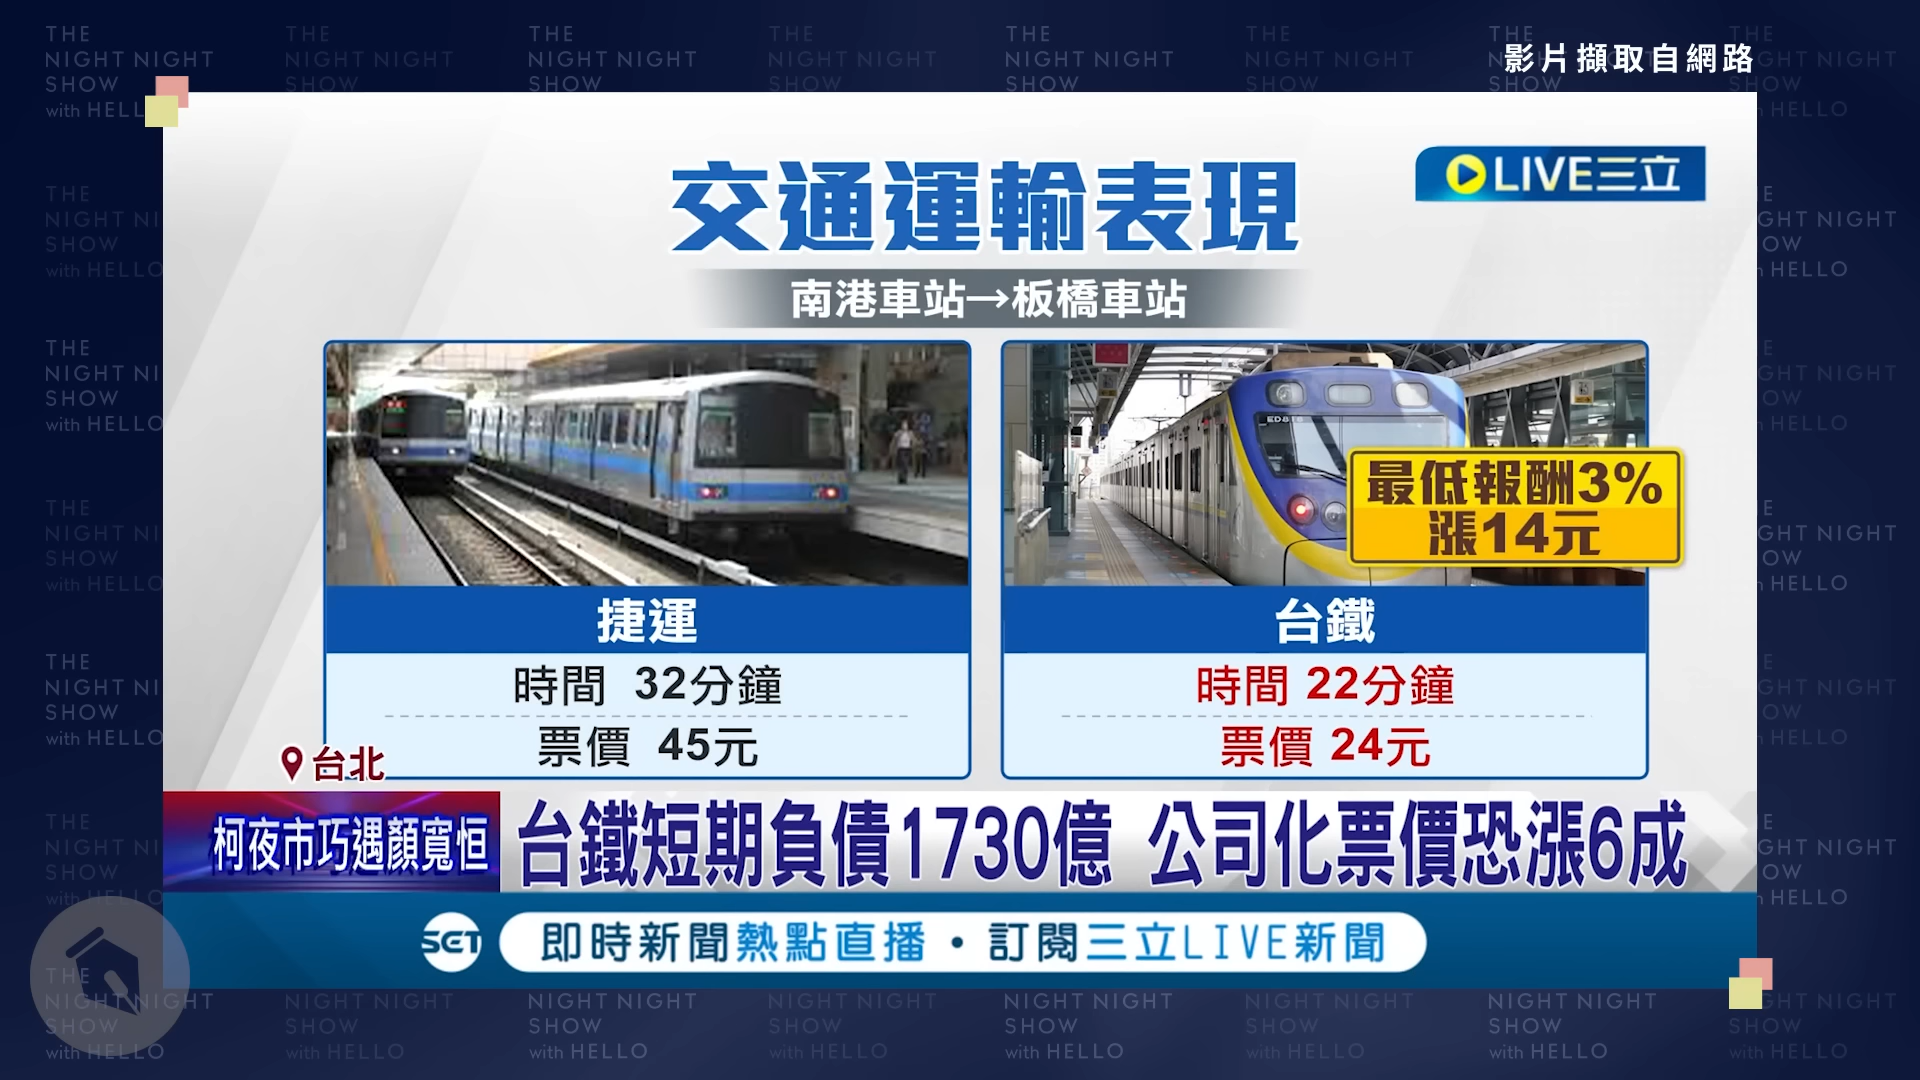 影片擷取自網路
THE
NIGHT NIGHT
SHOW
with HELLO
LIVE三立
交通運輸表現
南港車站→板橋車站
ED818
最低報酬3%
漲14元
捷運
時間 32分鐘
票價 45元
台鐵
時間 22分鐘
票價 24元
台北
柯夜市巧遇顏寬恒
台鐵短期負債1730億 公司化票價恐漲6成
SET
即時新聞熱點直播・訂閱三立LIVE新聞